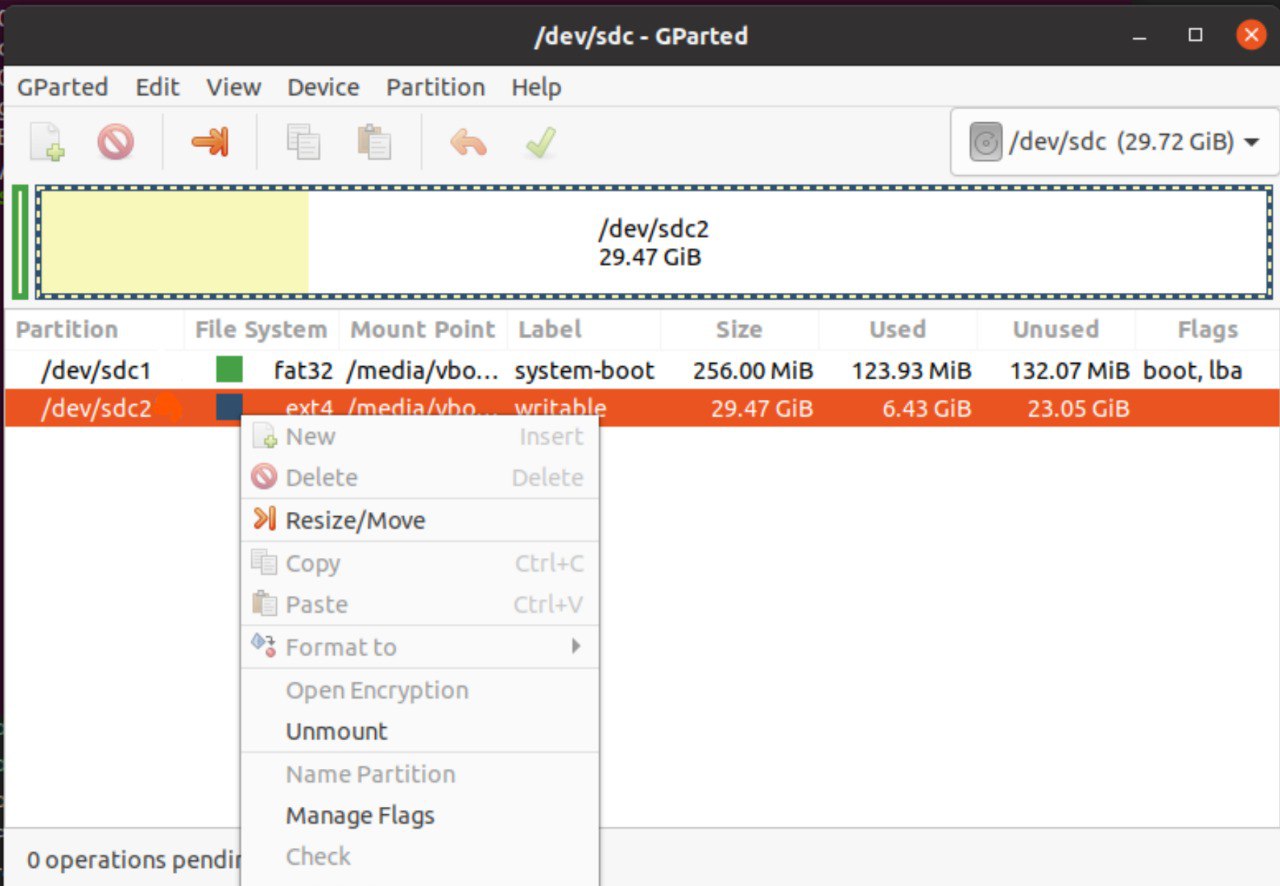 /dev/sdc - GParted
GParted Edit View Device Partition Help
/dev/sdc (29.72 GiB)
/dev/sdc2
29.47 GiB
Partition File System Mount Point Label Size Used Unused Flags
/dev/sdc1 fat32 /media/vbo... system-boot 256.00 MiB 123.93 MiB 132.07 MiB boot, lba
/dev/sdc2 ext4 /media/vbo... writable 29.47 GiB 6.43 GiB 23.05 GiB
New Insert
Delete Delete
Resize/Move
Copy Ctrl+C
Paste Ctrl+V
Format to
Open Encryption
Unmount
Name Partition
Manage Flags
Check
0 operations